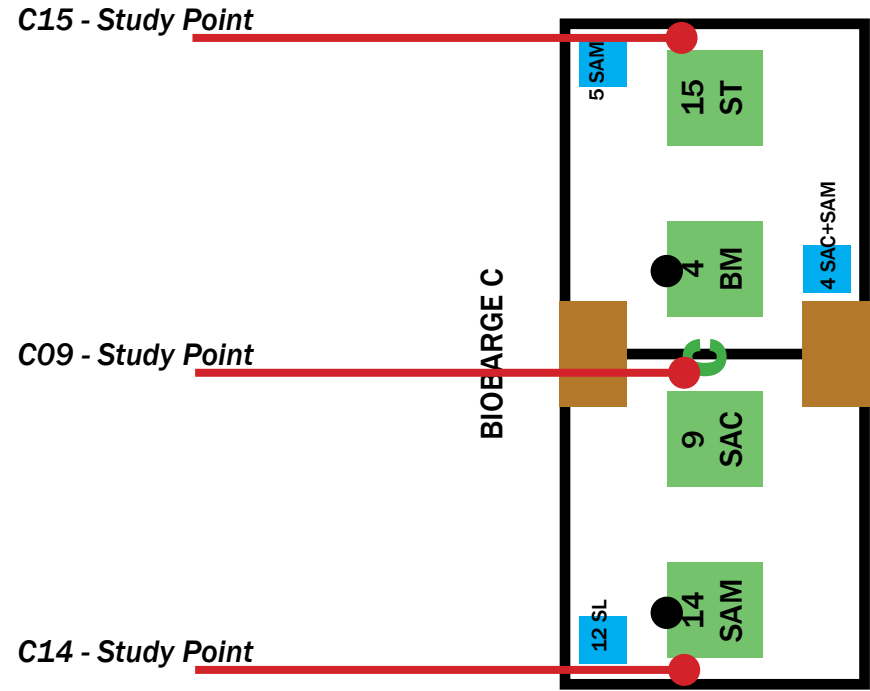 C15 - Study Point
5 SAM
15
ST
4 SAC+SAM
4
BM
BIOBARGE C
C
C09 - Study Point
9
SAC
14
SAM
12 SL
C14 - Study Point